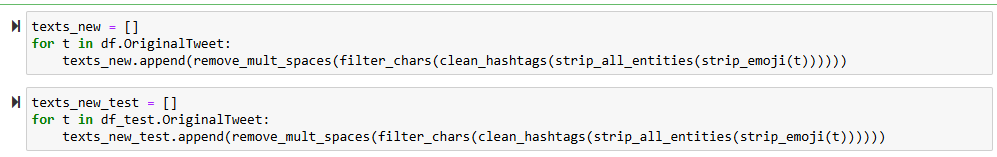 texts_new = []
for t in df.OriginalTweet:
    texts_new.append(remove_mult_spaces(filter_chars(clean_hashtags(strip_all_entities(strip_emoji(t))))))
texts_new_test = []
for t in df_test.OriginalTweet:
    texts_new_test.append(remove_mult_spaces(filter_chars(clean_hashtags(strip_all_entities(strip_emoji(t))))))